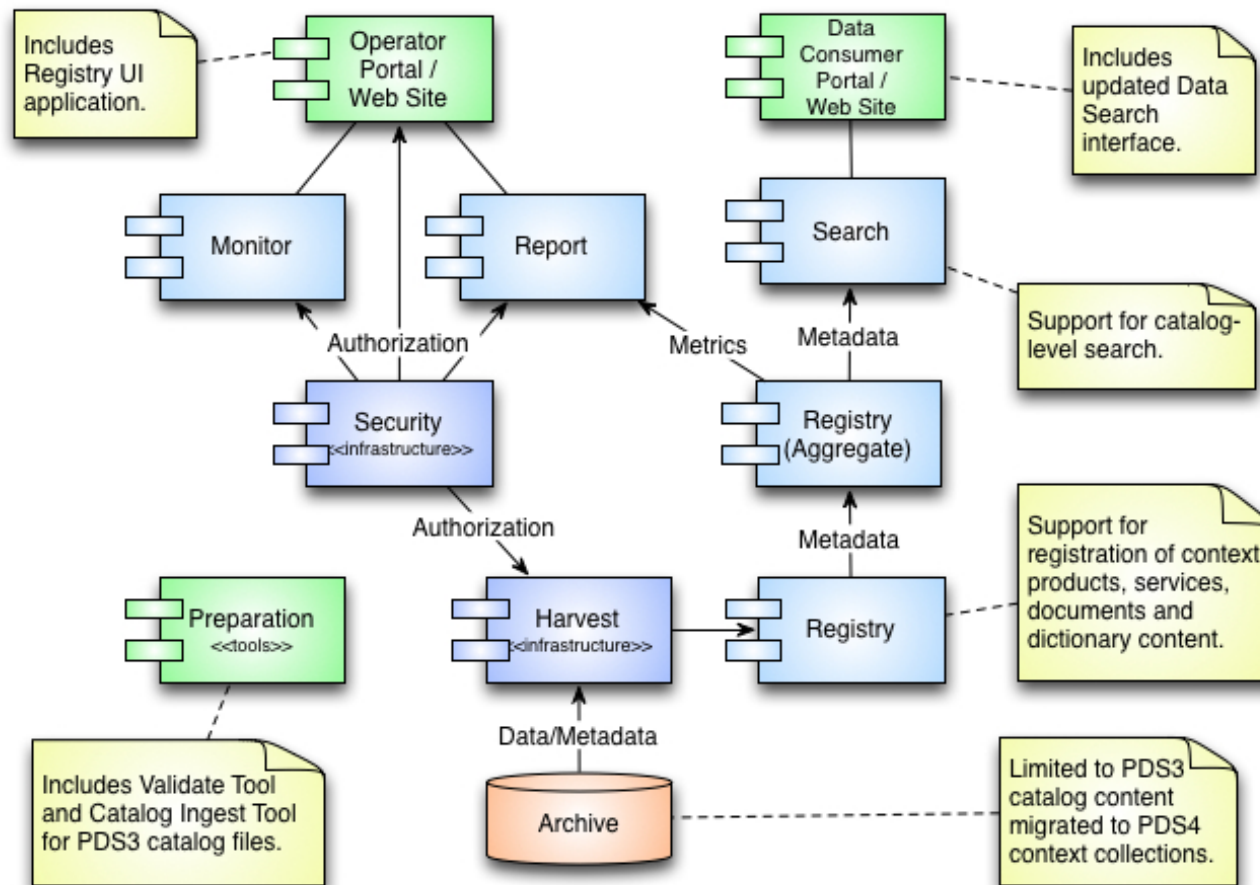 Includes
Registry UI
application.
Operator
Portal /
Web Site
Data
Consumer
Portal /
Web Site
Includes
updated Data
Search
interface.
Monitor
Report
Search
Authorization
Metrics
Metadata
Support for catalog-
level search.
Security
<<infrastructure>>
Registry
(Aggregate)
Authorization
Metadata
Support for
registration of context
products, services,
documents and
dictionary content.
Preparation
<<tools>>
Harvest
<<infrastructure>>
Registry
Data/Metadata
Includes Validate Tool
and Catalog Ingest Tool
for PDS3 catalog files.
Archive
Limited to PDS3
catalog content
migrated to PDS4
context collections.